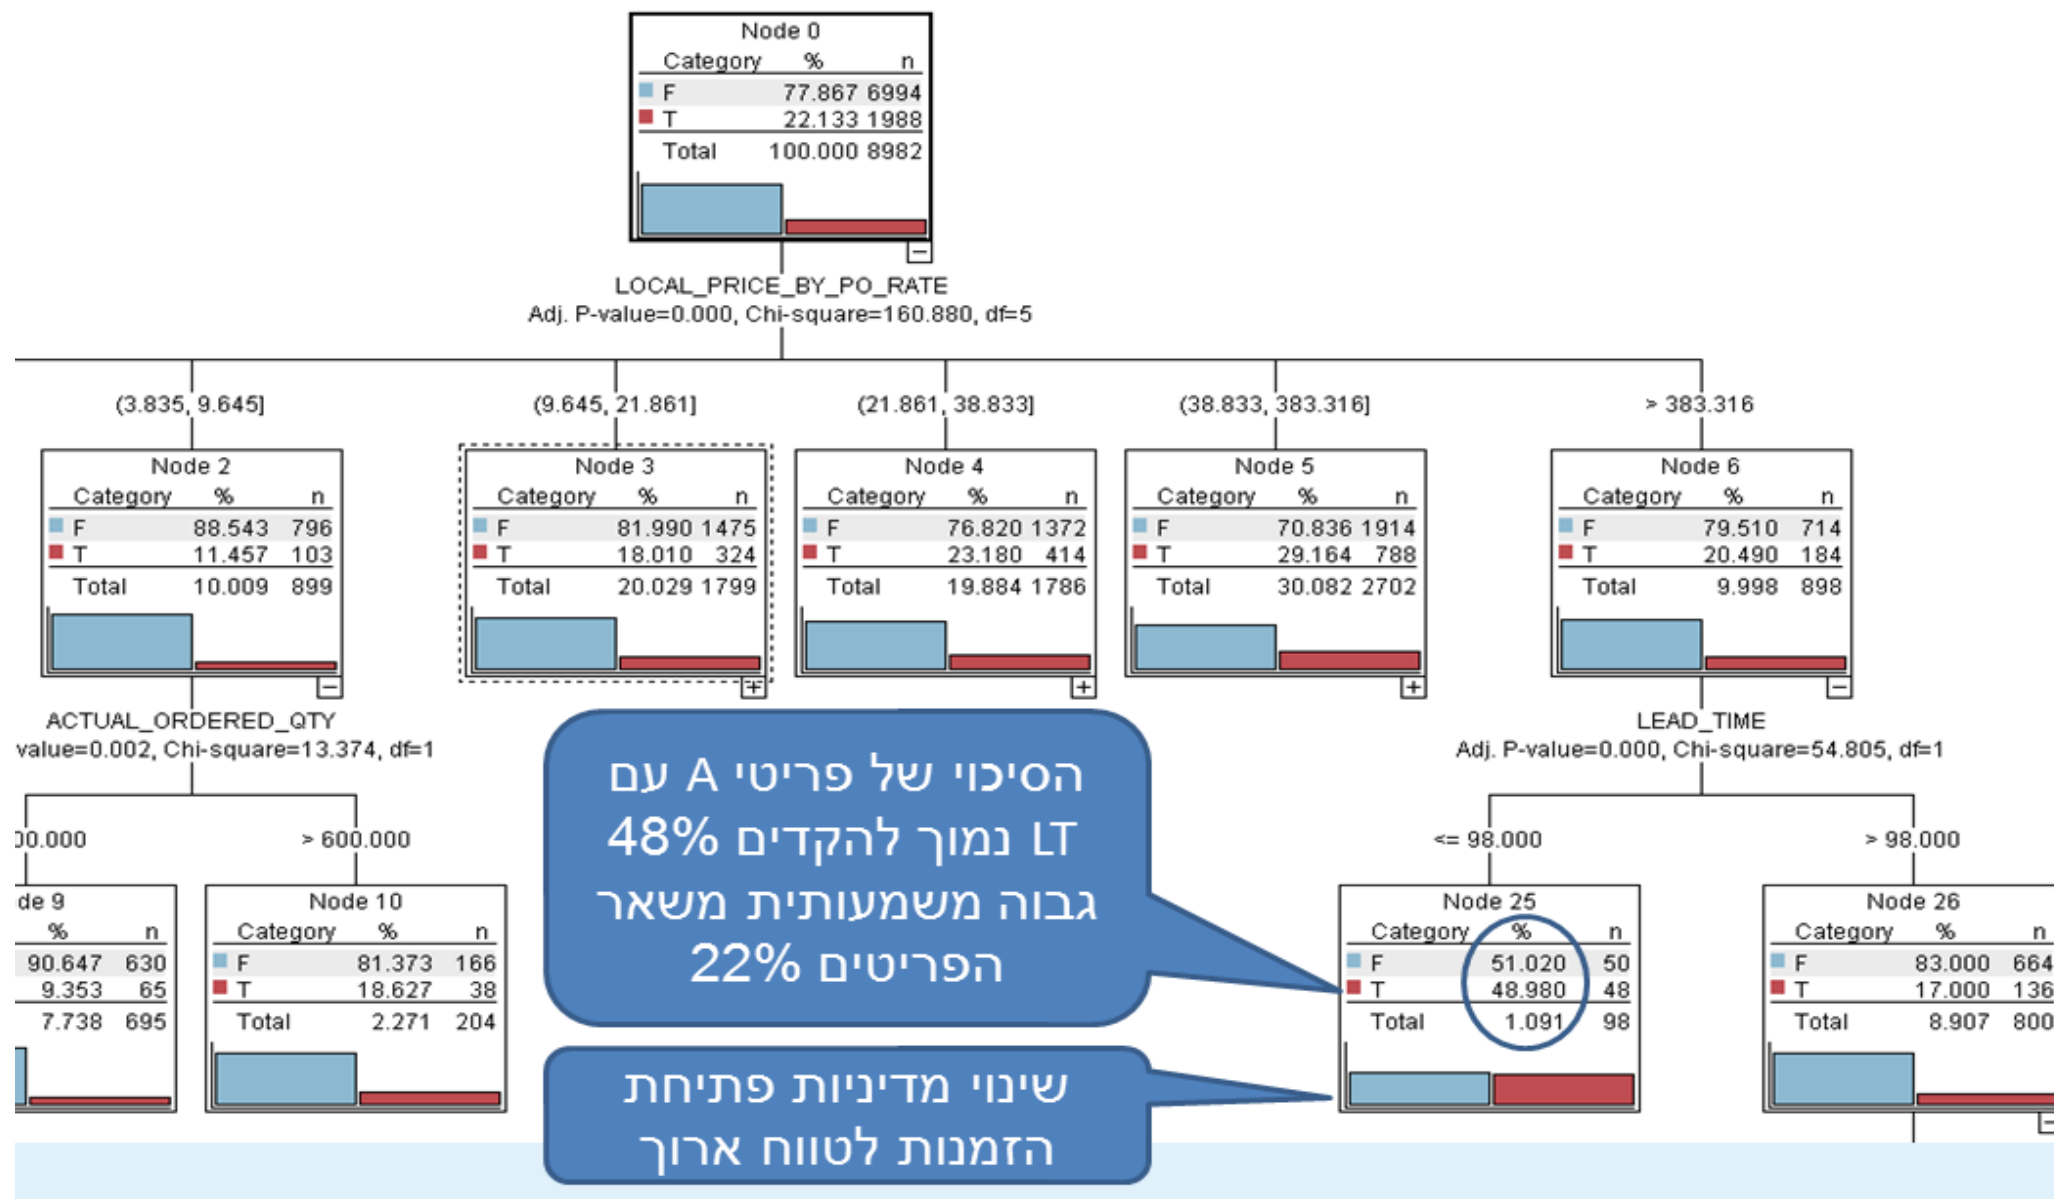 Node 0
Category % n
F 77.867 6994
T 22.133 1988
Total 100.000 8982
LOCAL_PRICE_BY_PO_RATE
Adj. P-value=0.000, Chi-square=160.880, df=5
(3.835, 9.645]
(9.645, 21.861]
(21.861, 38.833]
(38.833, 383.316]
> 383.316
Node 2
Category % n
F 88.543 796
T 11.457 103
Total 10.009 899
Node 3
Category % n
F 81.990 1475
T 18.010 324
Total 20.029 1799
Node 4
Category % n
F 76.820 1372
T 23.180 414
Total 19.884 1786
Node 5
Category % n
F 70.836 1914
T 29.164 788
Total 30.082 2702
Node 6
Category % n
F 79.510 714
T 20.490 184
Total 9.998 898
ACTUAL_ORDERED_QTY
value=0.002, Chi-square=13.374, df=1
LEAD_TIME
Adj. P-value=0.000, Chi-square=54.805, df=1
00.000
> 600.000
<= 98.000
> 98.000
de 9
% n
90.647 630
9.353 65
7.738 695
Node 10
Category % n
F 81.373 166
T 18.627 38
Total 2.271 204
הסיכוי של פריטי A עם
LT נמוך להקדים 48%
גבוה משמעותית משאר
הפריטים 22%
שינוי מדיניות פתיחת
הזמנות לטווח ארוך
Node 25
Category % n
F 51.020 50
T 48.980 48
Total 1.091 98
Node 26
Category % n
F 83.000 664
T 17.000 136
Total 8.907 800